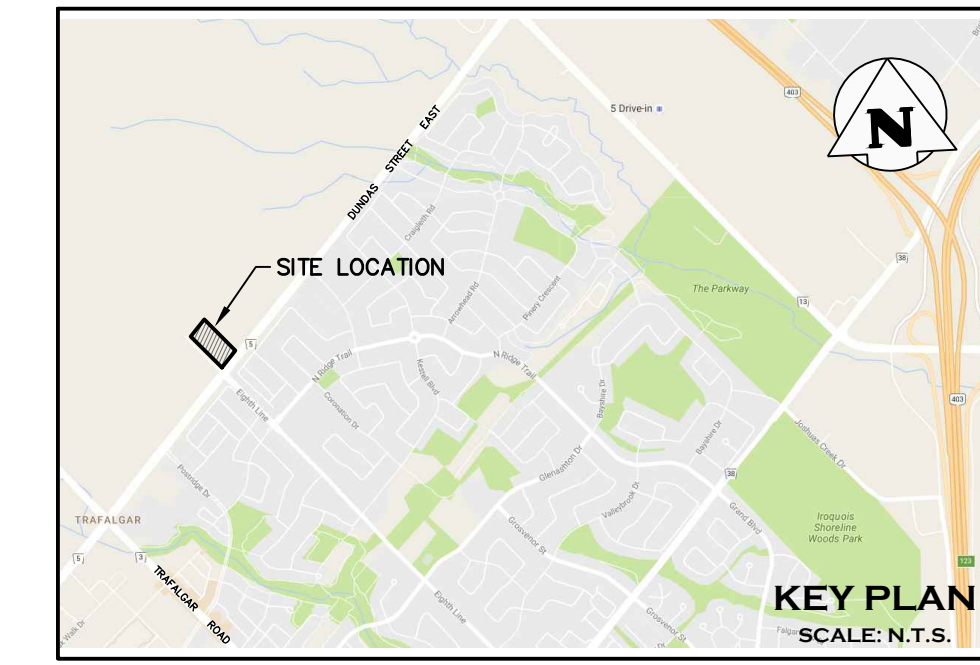 403
5 Drive-in
N
DUNDAS STREET EAST
Craigleith Rd
38
SITE LOCATION
Arrowhead Rd
Pinery Crescent
The Parkway
13
5
N Ridge Trail
N Ridge Trail
Kestell Blvd
Eighth Line
Coronation Dr
Bayshire Dr
403
Bayshire Dr
Joshuas Creek Dr
Glenashton Dr
38
Postridge Dr
Valleybrook Dr
Grand Blvd
TRAFALGAR
Grosvenor St
Iroquois
Shoreline
Woods Park
5
3
123
TRAFALGAR ROAD
Eighth Line
KEY PLAN
Grosvenor St
Walk Dr
SCALE: N.T.S.